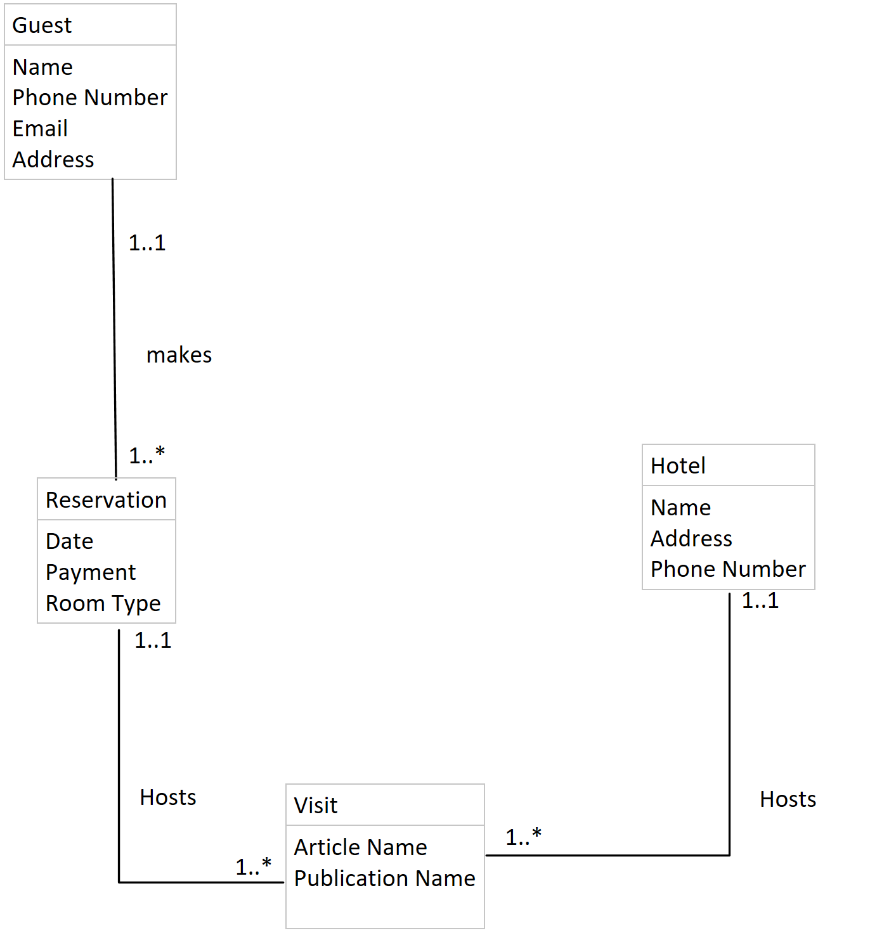 Guest
Name
Phone Number
Email
Address
1..1
makes
1..*
Reservation
Date
Payment
Room Type
1..1
Hosts
1..*
Visit
Article Name
Publication Name
1..*
Hotel
Name
Address
Phone Number
1..1
Hosts